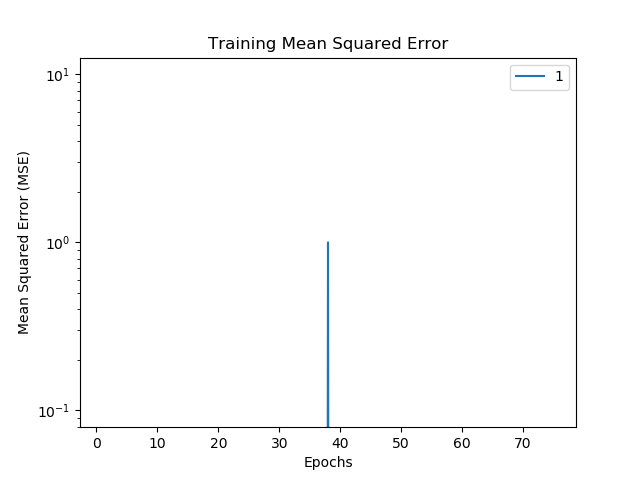 Training Mean Squared Error
Mean Squared Error (MSE)
10¹
10⁰
10⁻¹
1
0 10 20 30 40 50 60 70
Epochs